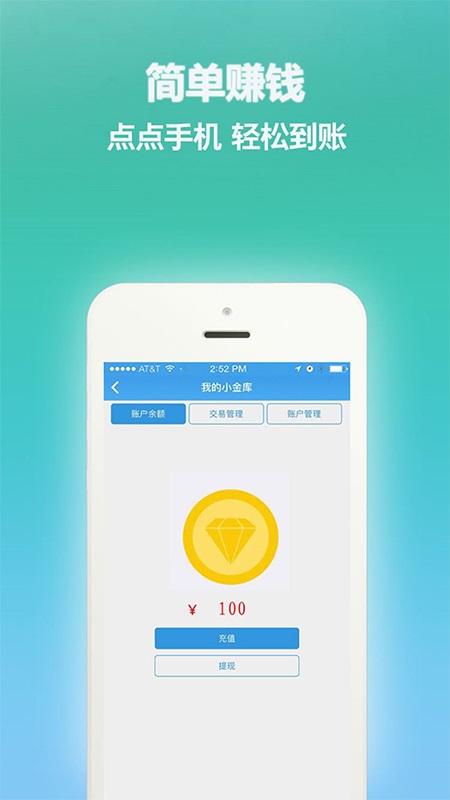 简单赚钱
点点手机 轻松到账
AT&T 2:52 PM
我的小金库
账户余额 交易管理 账户管理
￥ 100
充值
提现